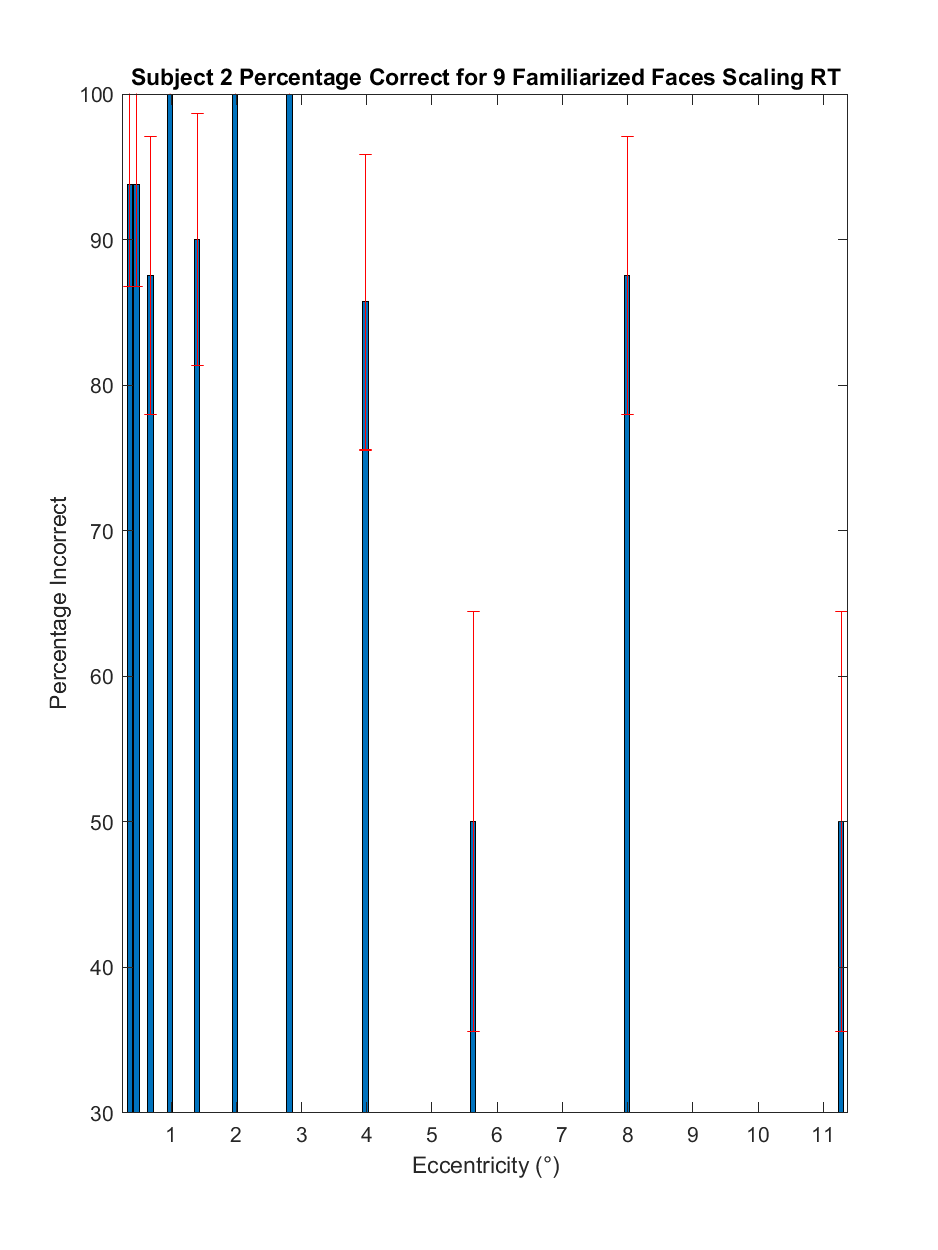 Subject 2 Percentage Correct for 9 Familiarized Faces Scaling RT
100
90
80
70
60
50
40
30
Percentage Incorrect
1 2 3 4 5 6 7 8 9 10 11
Eccentricity (°)